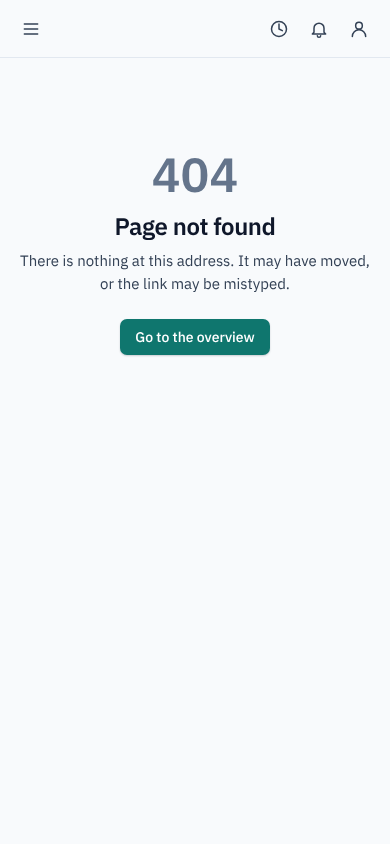 404
Page not found
There is nothing at this address. It may have moved,
or the link may be mistyped.
Go to the overview